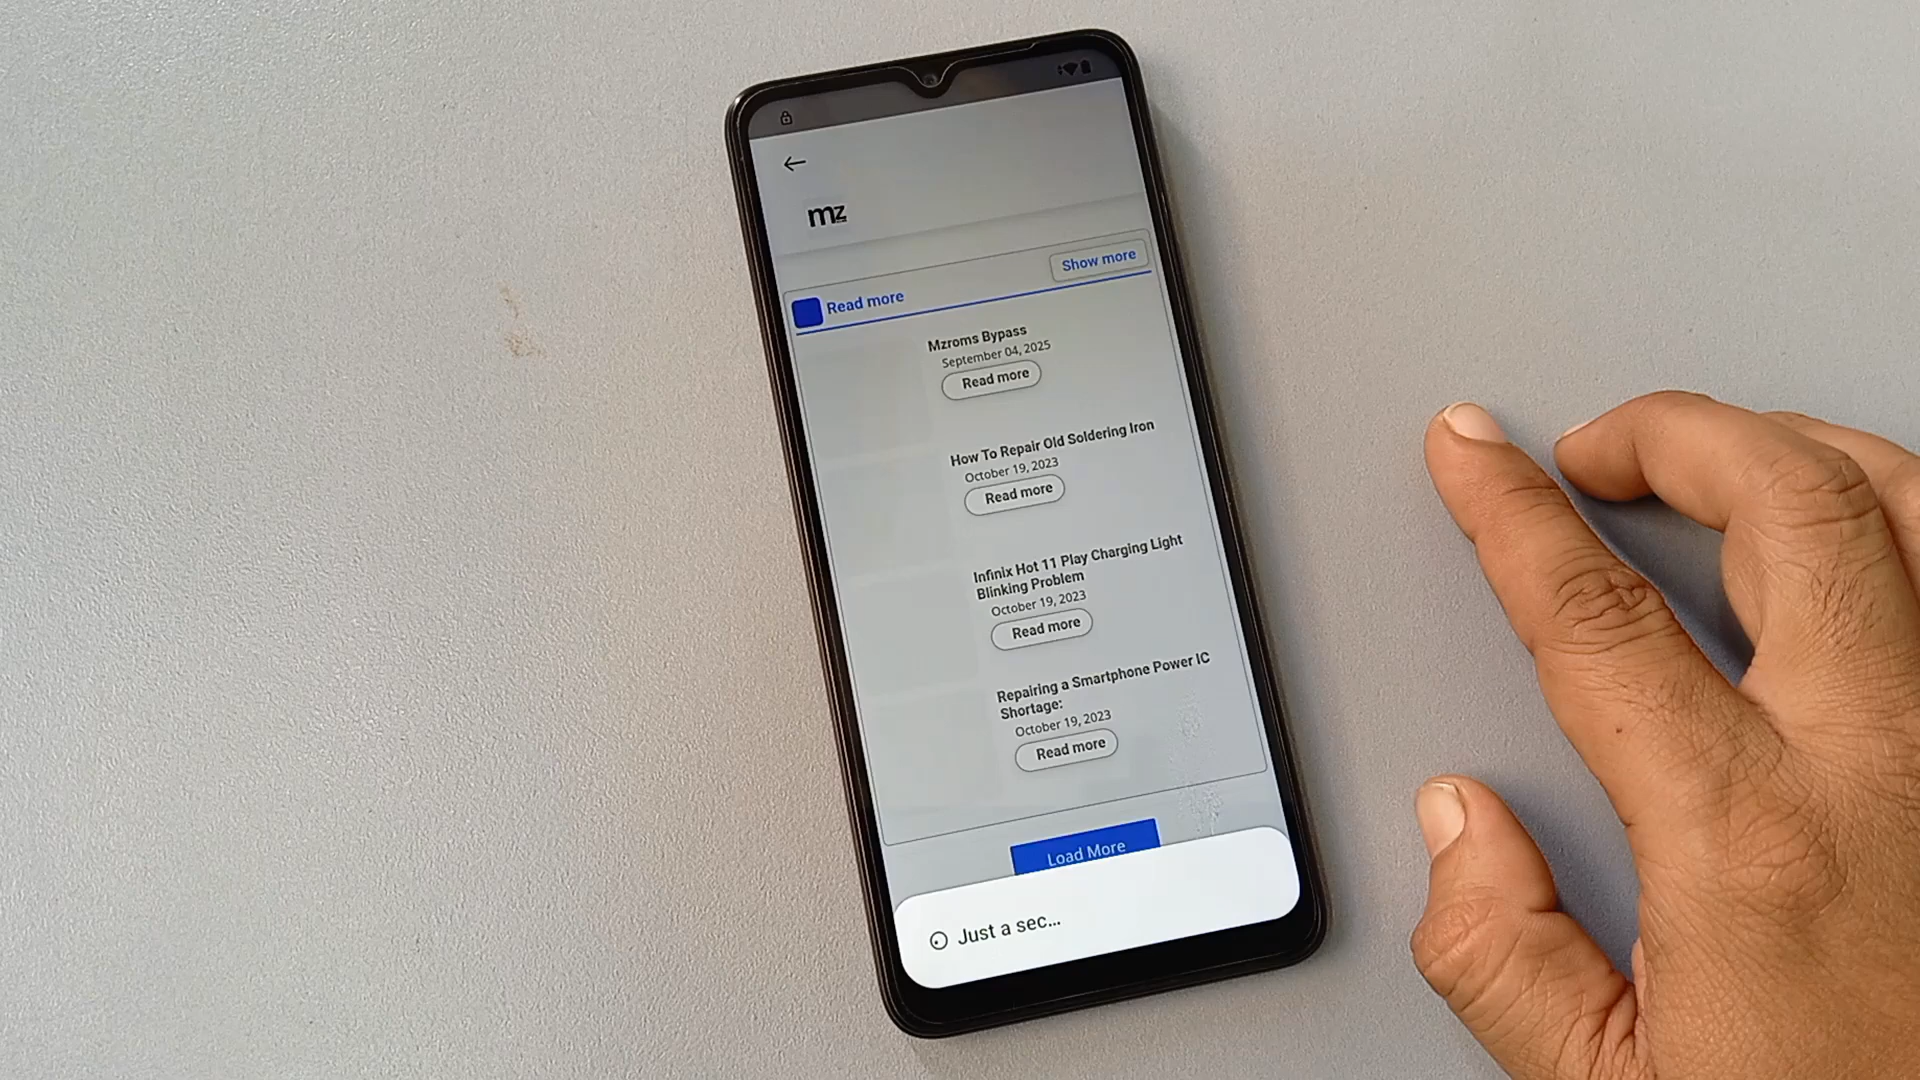 mz
Show more
Read more
Mzroms Bypass
September 04, 2025
Read more
How To Repair Old Soldering Iron
October 19, 2023
Read more
Infinix Hot 11 Play Charging Light
Blinking Problem
October 19, 2023
Read more
Repairing a Smartphone Power IC
Shortage:
October 19, 2023
Read more
Load More
Just a sec...